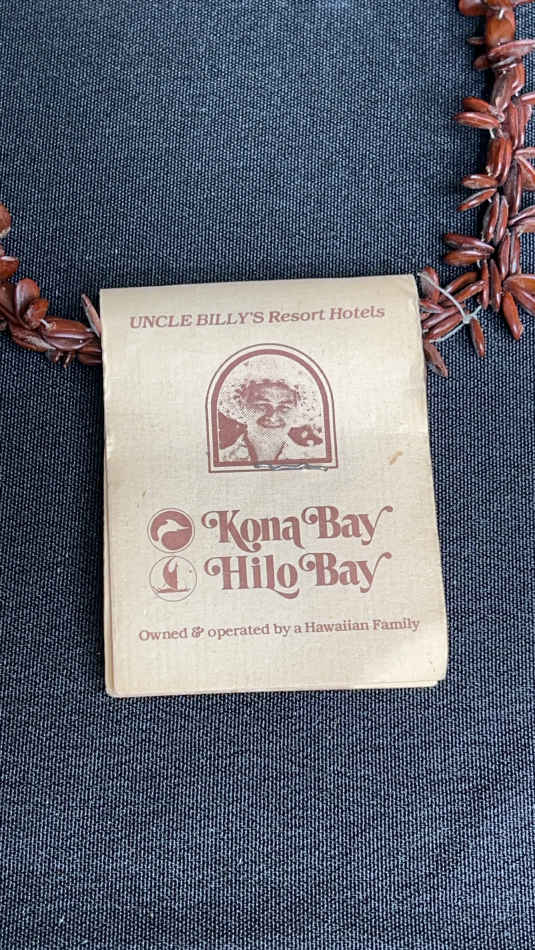 UNCLE BILLY'S Resort Hotels
Kona Bay
Hilo Bay
Owned & operated by a Hawaiian Family